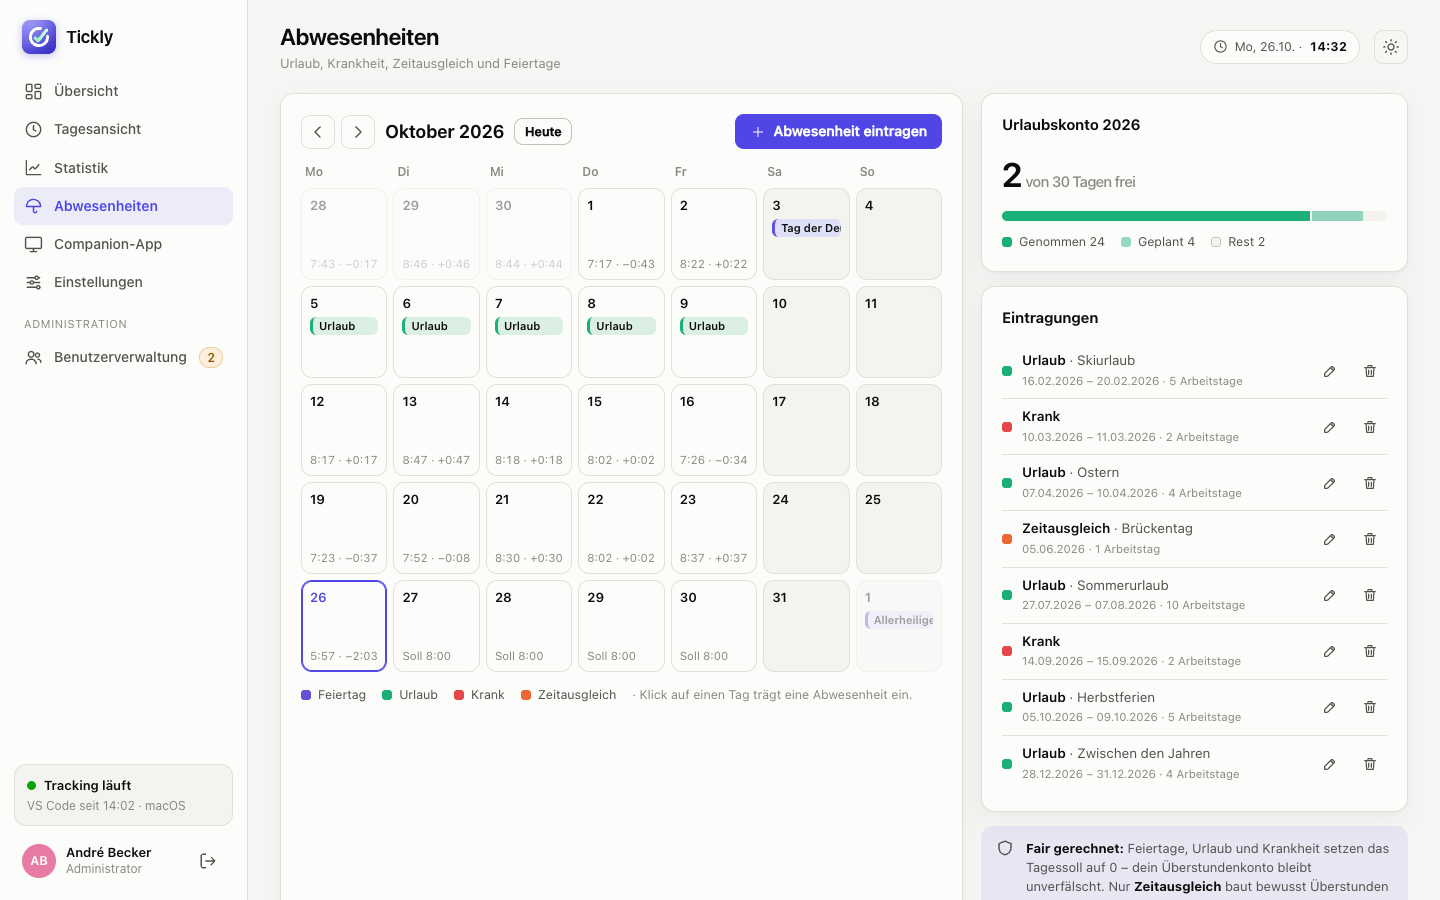 Tickly
Übersicht
Tagesansicht
Statistik
Abwesenheiten
Companion-App
Einstellungen
ADMINISTRATION
Benutzerverwaltung 2
Tracking läuft
VS Code seit 14:02 · macOS
AB
André Becker
Administrator
Abwesenheiten
Urlaub, Krankheit, Zeitausgleich und Feiertage
Mo, 26.10. · 14:32
Oktober 2026 Heute
+ Abwesenheit eintragen
Mo Di Mi Do Fr Sa So
28 29 30 1 2 3 4
Tag der De
7:43 · −0:17 8:46 · +0:46 8:44 · +0:44 7:17 · −0:43 8:22 · +0:22
5 6 7 8 9 10 11
Urlaub Urlaub Urlaub Urlaub Urlaub
12 13 14 15 16 17 18
8:17 · +0:17 8:47 · +0:47 8:18 · +0:18 8:02 · +0:02 7:26 · −0:34
19 20 21 22 23 24 25
7:23 · −0:37 7:52 · −0:08 8:30 · +0:30 8:02 · +0:02 8:37 · +0:37
26 27 28 29 30 31 1
Allerheilige
5:57 · −2:03 Soll 8:00 Soll 8:00 Soll 8:00 Soll 8:00
Feiertag Urlaub Krank Zeitausgleich · Klick auf einen Tag trägt eine Abwesenheit ein.
Urlaubskonto 2026
2 von 30 Tagen frei
Genommen 24 Geplant 4 Rest 2
Eintragungen
Urlaub · Skiurlaub
16.02.2026 – 20.02.2026 · 5 Arbeitstage
Krank
10.03.2026 – 11.03.2026 · 2 Arbeitstage
Urlaub · Ostern
07.04.2026 – 10.04.2026 · 4 Arbeitstage
Zeitausgleich · Brückentag
05.06.2026 · 1 Arbeitstag
Urlaub · Sommerurlaub
27.07.2026 – 07.08.2026 · 10 Arbeitstage
Krank
14.09.2026 – 15.09.2026 · 2 Arbeitstage
Urlaub · Herbstferien
05.10.2026 – 09.10.2026 · 5 Arbeitstage
Urlaub · Zwischen den Jahren
28.12.2026 – 31.12.2026 · 4 Arbeitstage
Fair gerechnet: Feiertage, Urlaub und Krankheit setzen das
Tagessoll auf 0 – dein Überstundenkonto bleibt
unverfälscht. Nur Zeitausgleich baut bewusst Überstunden